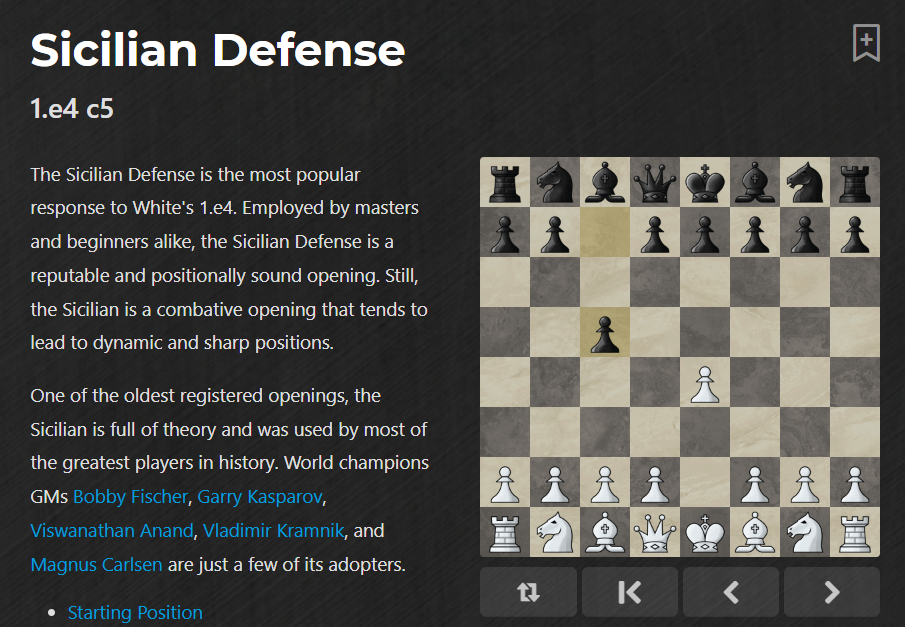 Sicilian Defense
1.e4 c5
The Sicilian Defense is the most popular
response to White's 1.e4. Employed by masters
and beginners alike, the Sicilian Defense is a
reputable and positionally sound opening. Still,
the Sicilian is a combative opening that tends to
lead to dynamic and sharp positions.
One of the oldest registered openings, the
Sicilian is full of theory and was used by most of
the greatest players in history. World champions
GMs Bobby Fischer, Garry Kasparov,
Viswanathan Anand, Vladimir Kramnik, and
Magnus Carlsen are just a few of its adopters.
• Starting Position